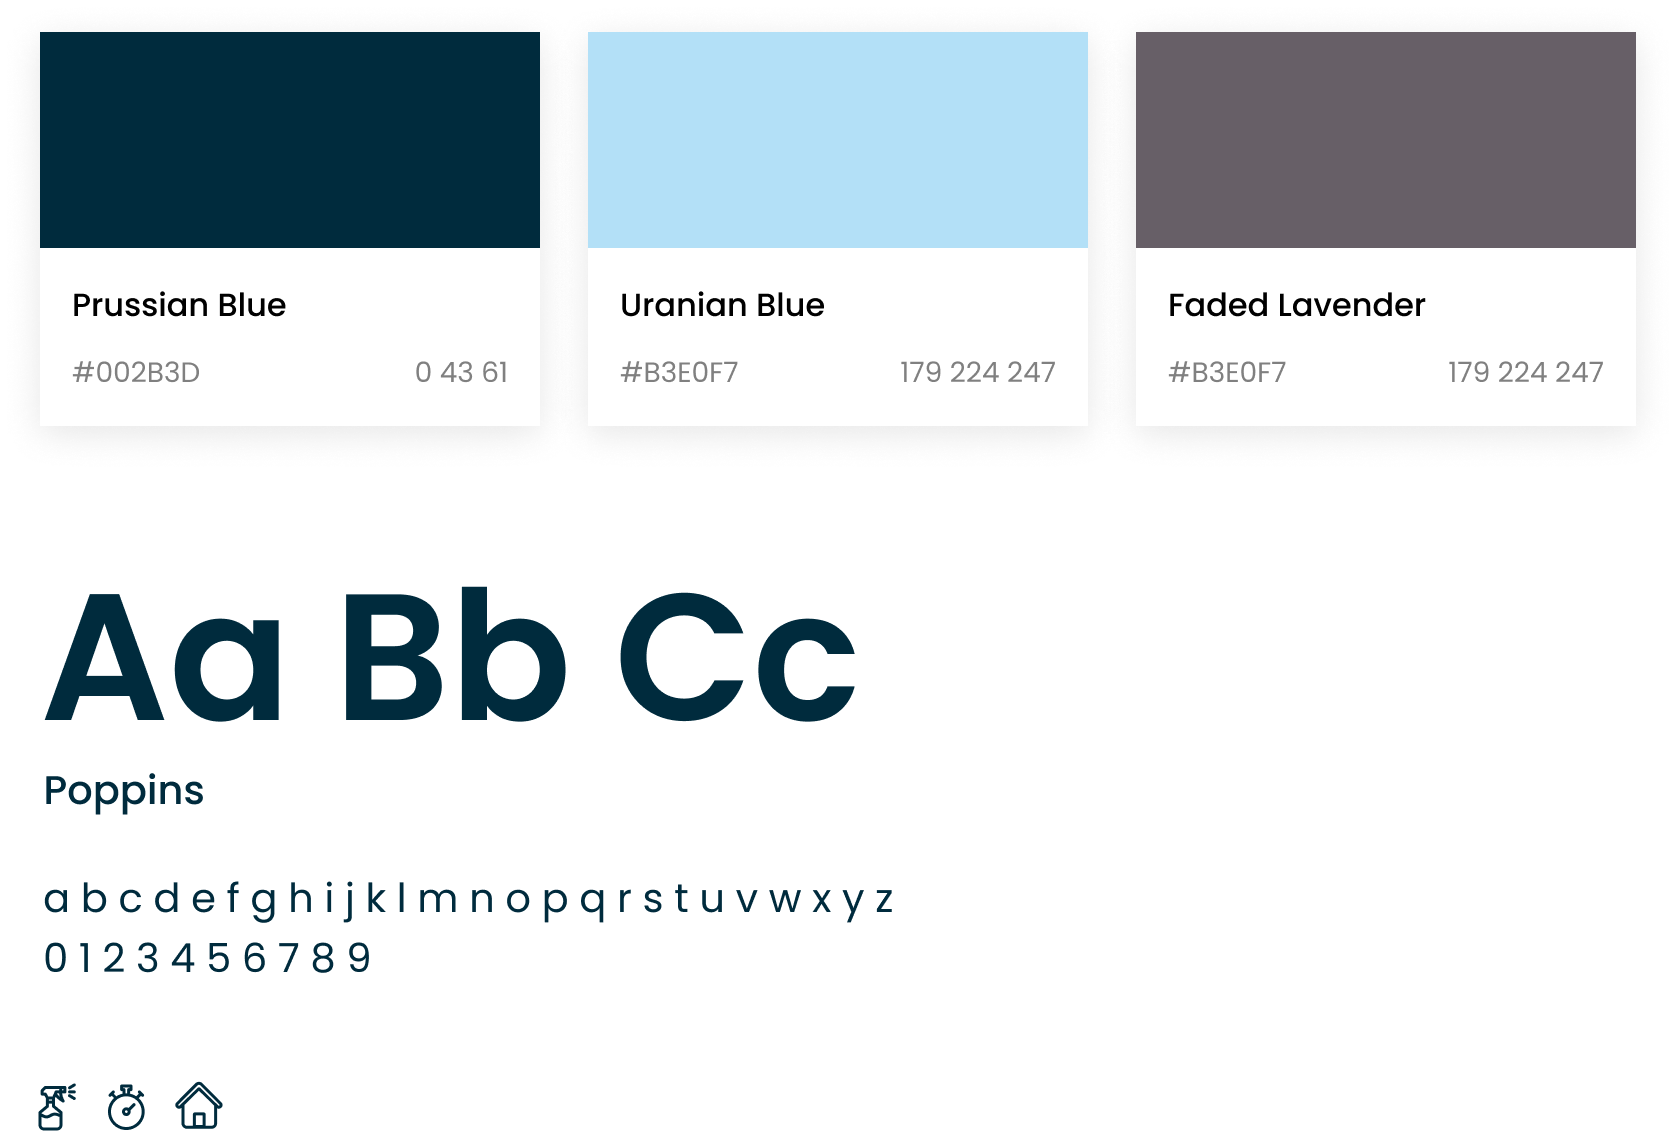 Prussian Blue
#002B3D 0 43 61
Uranian Blue
#B3E0F7 179 224 247
Faded Lavender
#B3E0F7 179 224 247
Aa Bb Cc
Poppins
a b c d e f g h i j k l m n o p q r s t u v w x y z
0 1 2 3 4 5 6 7 8 9